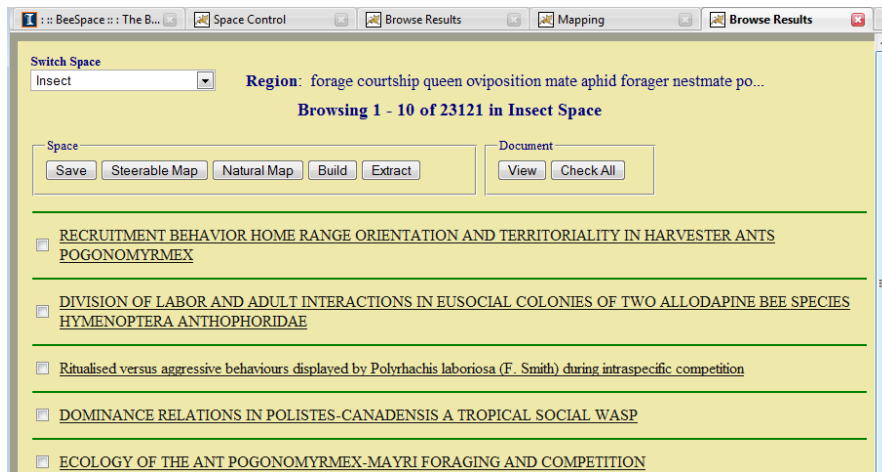 : :: BeeSpace :: : The B...
Space Control
Browse Results
Mapping
Browse Results
Switch Space
Insect
Region: forage courtship queen oviposition mate aphid forager nestmate po...
Browsing 1 - 10 of 23121 in Insect Space
Space
Document
Save Steerable Map Natural Map Build Extract
View Check All
RECRUITMENT BEHAVIOR HOME RANGE ORIENTATION AND TERRITORIALITY IN HARVESTER ANTS
POGONOMYRMEX
DIVISION OF LABOR AND ADULT INTERACTIONS IN EUSOCIAL COLONIES OF TWO ALLODAPINE BEE SPECIES
HYMENOPTERA ANTHOPHORIDAE
Ritualised versus aggressive behaviours displayed by Polyrhachis laboriosa (F. Smith) during intraspecific competition
DOMINANCE RELATIONS IN POLISTES-CANADENSIS A TROPICAL SOCIAL WASP
ECOLOGY OF THE ANT POGONOMYRMEX-MAYRI FORAGING AND COMPETITION